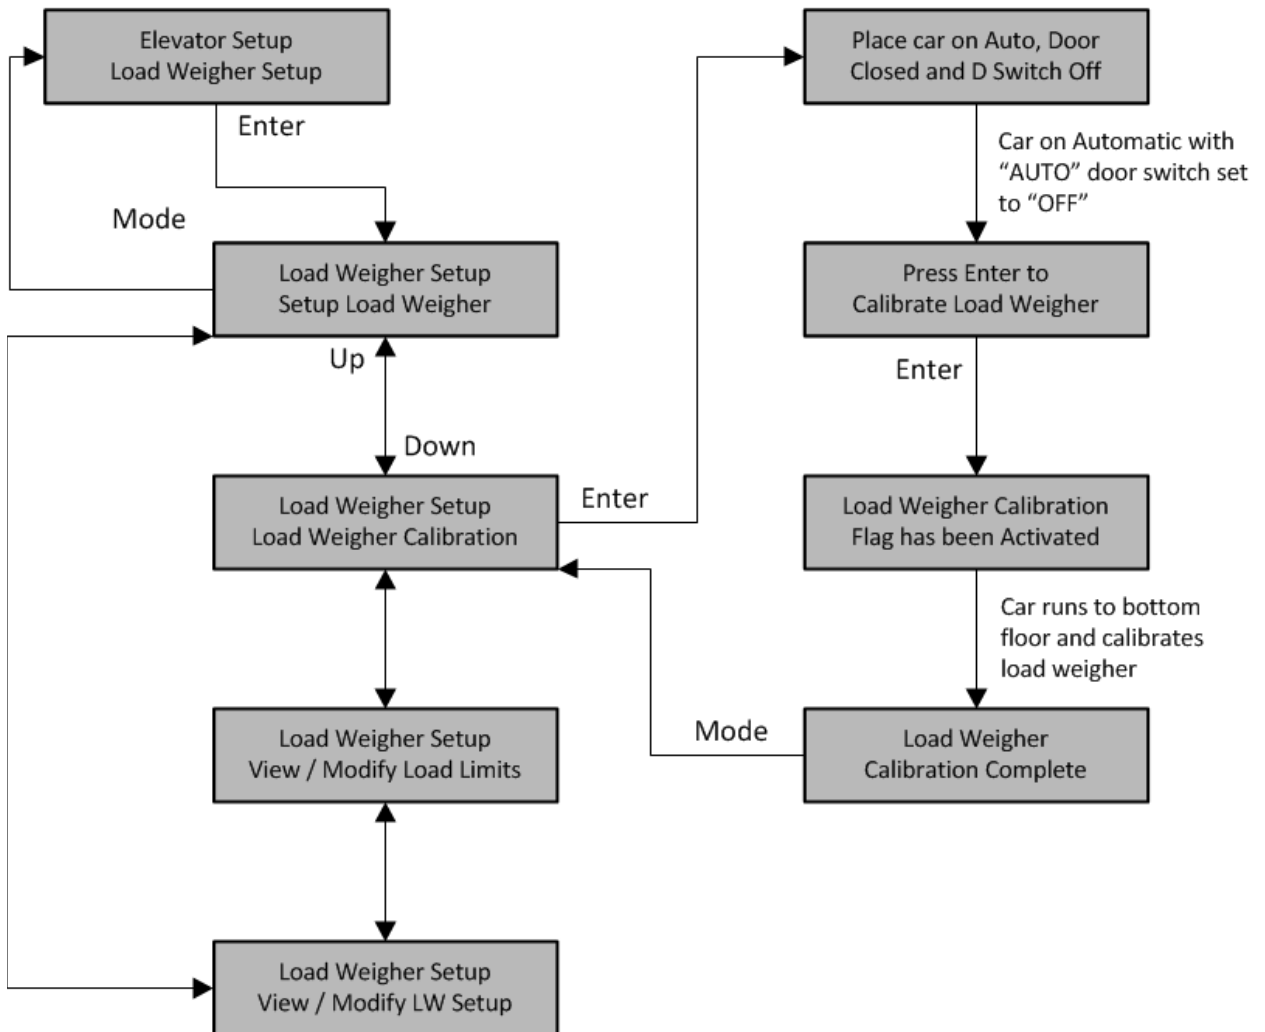 Elevator Setup
Load Weigher Setup
Enter
Mode
Load Weigher Setup
Setup Load Weigher
Up
Down
Load Weigher Setup
Load Weigher Calibration
Enter
Load Weigher Setup
View / Modify Load Limits
Load Weigher Setup
View / Modify LW Setup
Place car on Auto, Door
Closed and D Switch Off
Car on Automatic with
“AUTO” door switch set
to “OFF”
Press Enter to
Calibrate Load Weigher
Enter
Load Weigher Calibration
Flag has been Activated
Car runs to bottom
floor and calibrates
load weigher
Load Weigher
Calibration Complete
Mode